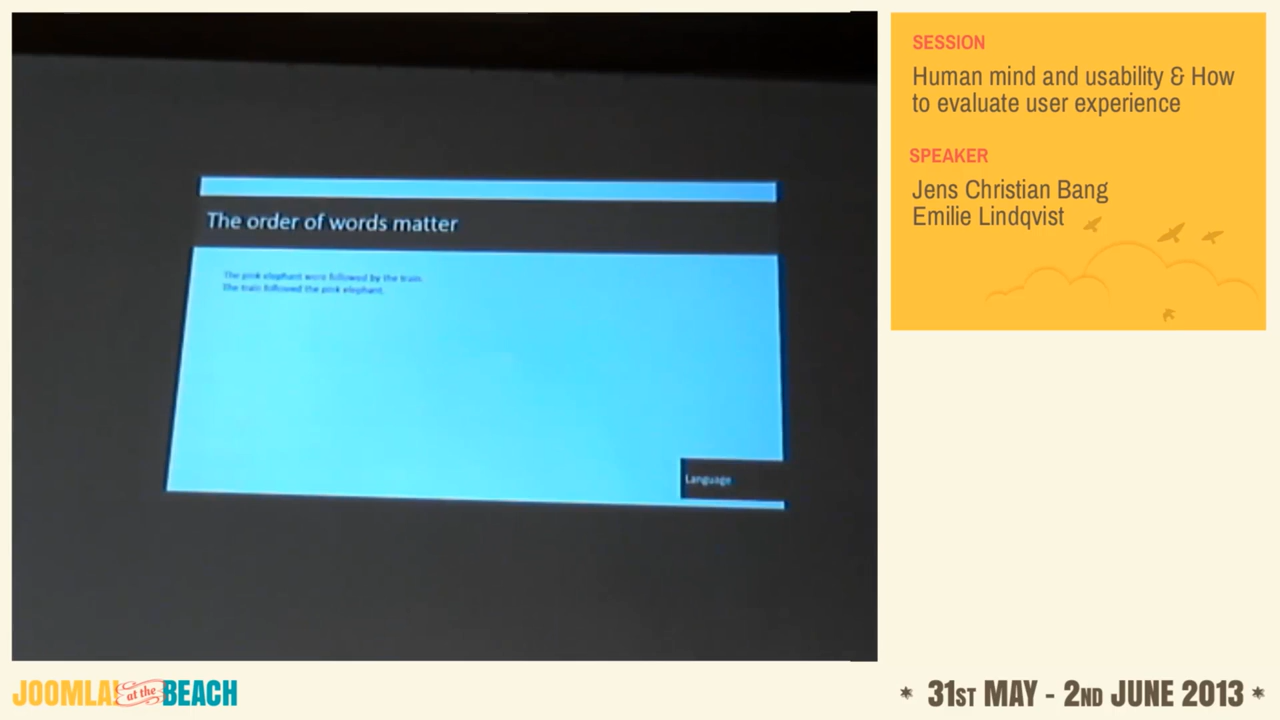 The order of words matter
The pink elephant were followed by the train.
The train followed the pink elephant.
Language
SESSION
Human mind and usability & How
to evaluate user experience
SPEAKER
Jens Christian Bang
Emilie Lindqvist
JOOMLA! at the BEACH
* 31ST MAY - 2ND JUNE 2013 *